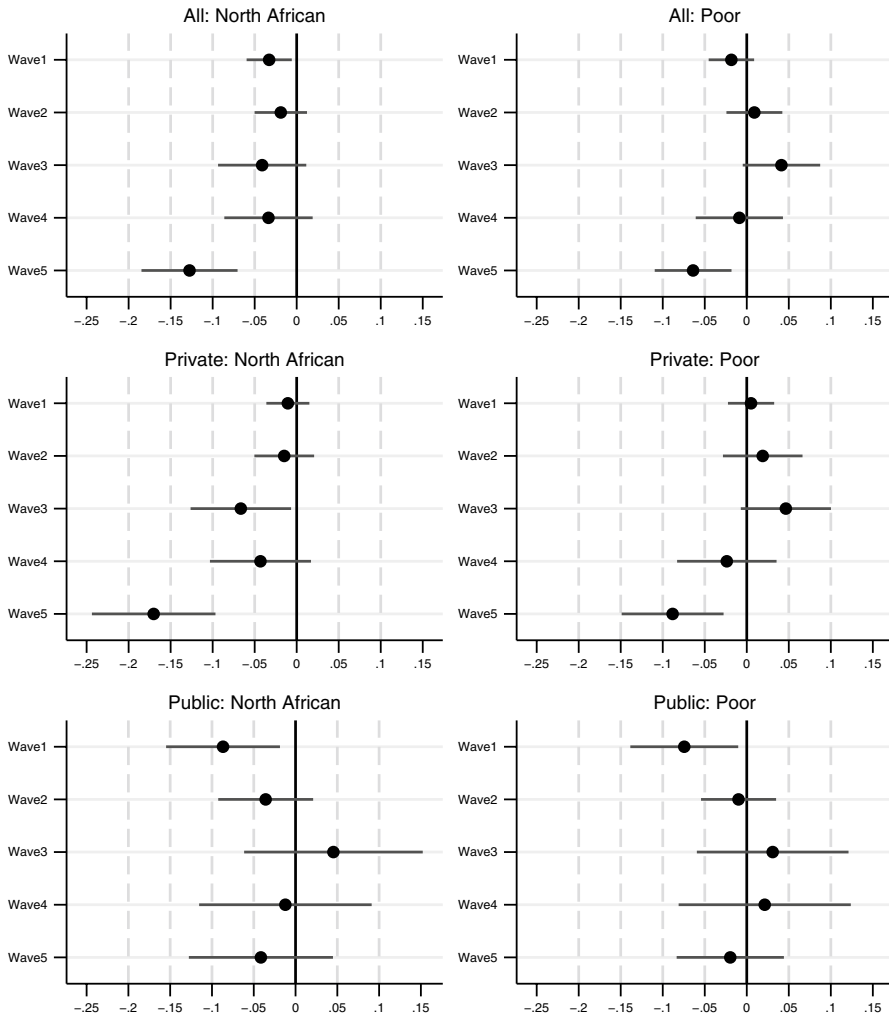 All: North African
Wave1
Wave2
Wave3
Wave4
Wave5
−.25 −.2 −.15 −.1 −.05 0 .05 .1 .15
All: Poor
Wave1
Wave2
Wave3
Wave4
Wave5
−.25 −.2 −.15 −.1 −.05 0 .05 .1 .15
Private: North African
Wave1
Wave2
Wave3
Wave4
Wave5
−.25 −.2 −.15 −.1 −.05 0 .05 .1 .15
Private: Poor
Wave1
Wave2
Wave3
Wave4
Wave5
−.25 −.2 −.15 −.1 −.05 0 .05 .1 .15
Public: North African
Wave1
Wave2
Wave3
Wave4
Wave5
−.25 −.2 −.15 −.1 −.05 0 .05 .1 .15
Public: Poor
Wave1
Wave2
Wave3
Wave4
Wave5
−.25 −.2 −.15 −.1 −.05 0 .05 .1 .15